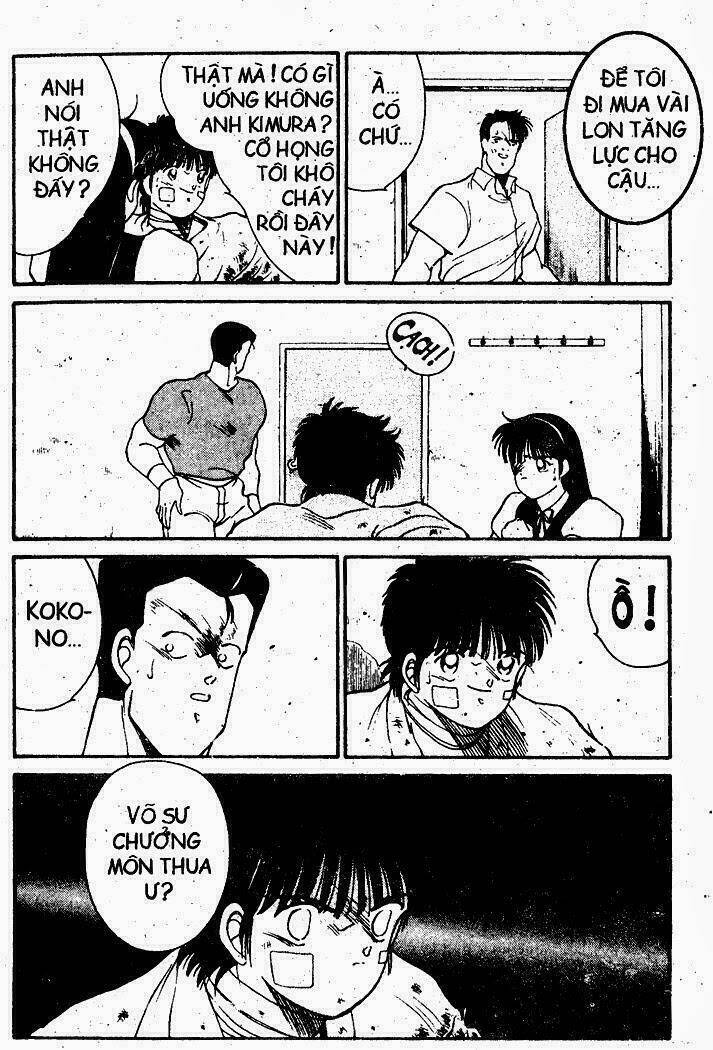 ANH
NÓI
THẬT
KHÔNG
ĐẤY?
THẬT MÀ! CÓ GÌ
UỐNG KHÔNG
ANH KIMURA?
CỔ HỌNG
TÔI KHÔ
CHÁY
RỒI ĐÂY
NÀY!
À...
CÓ
CHỨ...
ĐỂ TÔI
ĐI MUA VÀI
LON TĂNG
LỰC CHO
CẬU...
CẠCH!
KOKO-
NO...
Ồ!
VÕ SƯ
CHƯỞNG
MÔN THUA
Ư?